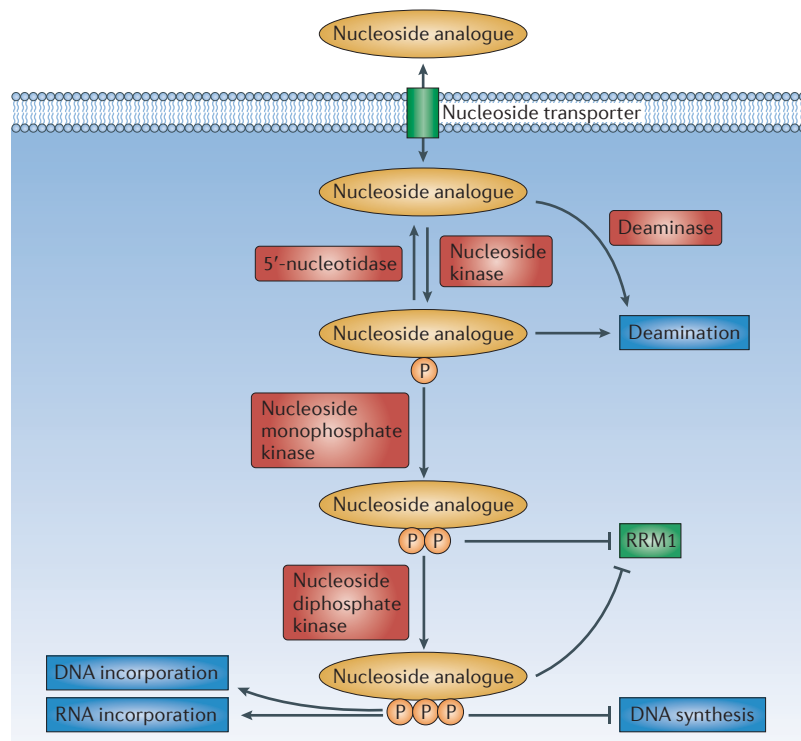 Nucleoside analogue
Nucleoside transporter
Nucleoside analogue
Deaminase
5′-nucleotidase
Nucleoside
kinase
Nucleoside analogue
Deamination
P
Nucleoside
monophosphate
kinase
Nucleoside analogue
P P
RRM1
Nucleoside
diphosphate
kinase
Nucleoside analogue
DNA incorporation
P P P
RNA incorporation
DNA synthesis